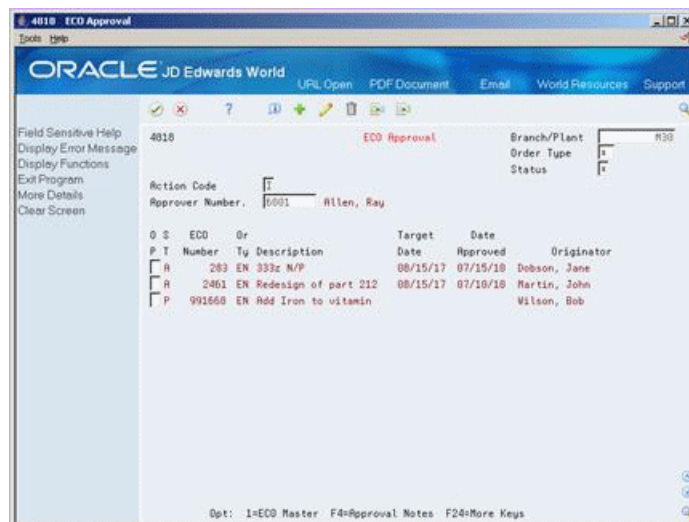 4818 ECO Approval
Tools Help
ORACLE JD Edwards World
URL Open PDF Document Email World Resources Support
Field Sensitive Help
Display Error Message
Display Functions
Exit Program
More Details
Clear Screen
4818 ECO Approval Branch/Plant M30
Order Type *
Status *
Action Code I
Approver Number. 6001 Allen, Ray
O S ECO Or Target Date
P T Number Ty Description Date Approved Originator
A 283 EN 333z N/P 08/15/17 07/15/18 Dobson, Jane
A 2461 EN Redesign of part 212 08/15/17 07/10/18 Martin, John
P 991668 EN Add Iron to vitamin Wilson, Bob
Opt: 1=ECO Master F4=Approval Notes F24=More Keys